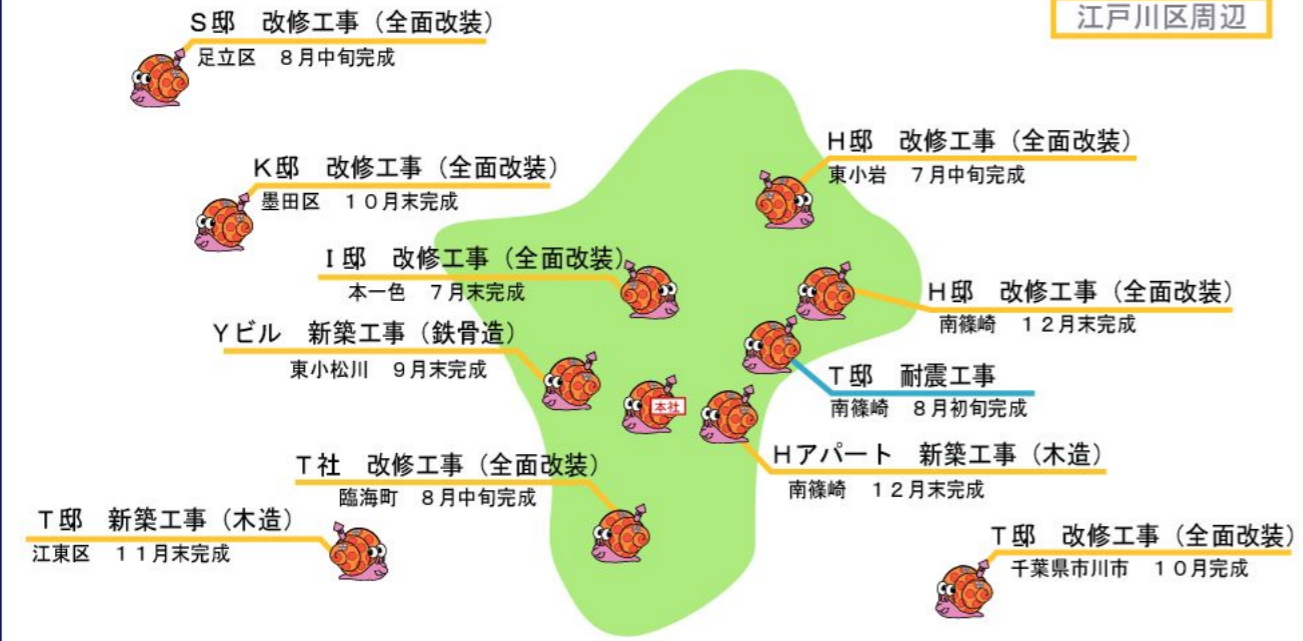 江戸川区周辺
S邸　改修工事（全面改装）
足立区　８月中旬完成
K邸　改修工事（全面改装）
墨田区　１０月末完成
H邸　改修工事（全面改装）
東小岩　７月中旬完成
I邸　改修工事（全面改装）
本一色　７月末完成
H邸　改修工事（全面改装）
南篠崎　１２月末完成
Yビル　新築工事（鉄骨造）
東小松川　９月末完成
T邸　耐震工事
南篠崎　８月初旬完成
本社
Hアパート　新築工事（木造）
南篠崎　１２月末完成
T社　改修工事（全面改装）
臨海町　８月中旬完成
T邸　新築工事（木造）
江東区　１１月末完成
T邸　改修工事（全面改装）
千葉県市川市　１０月完成